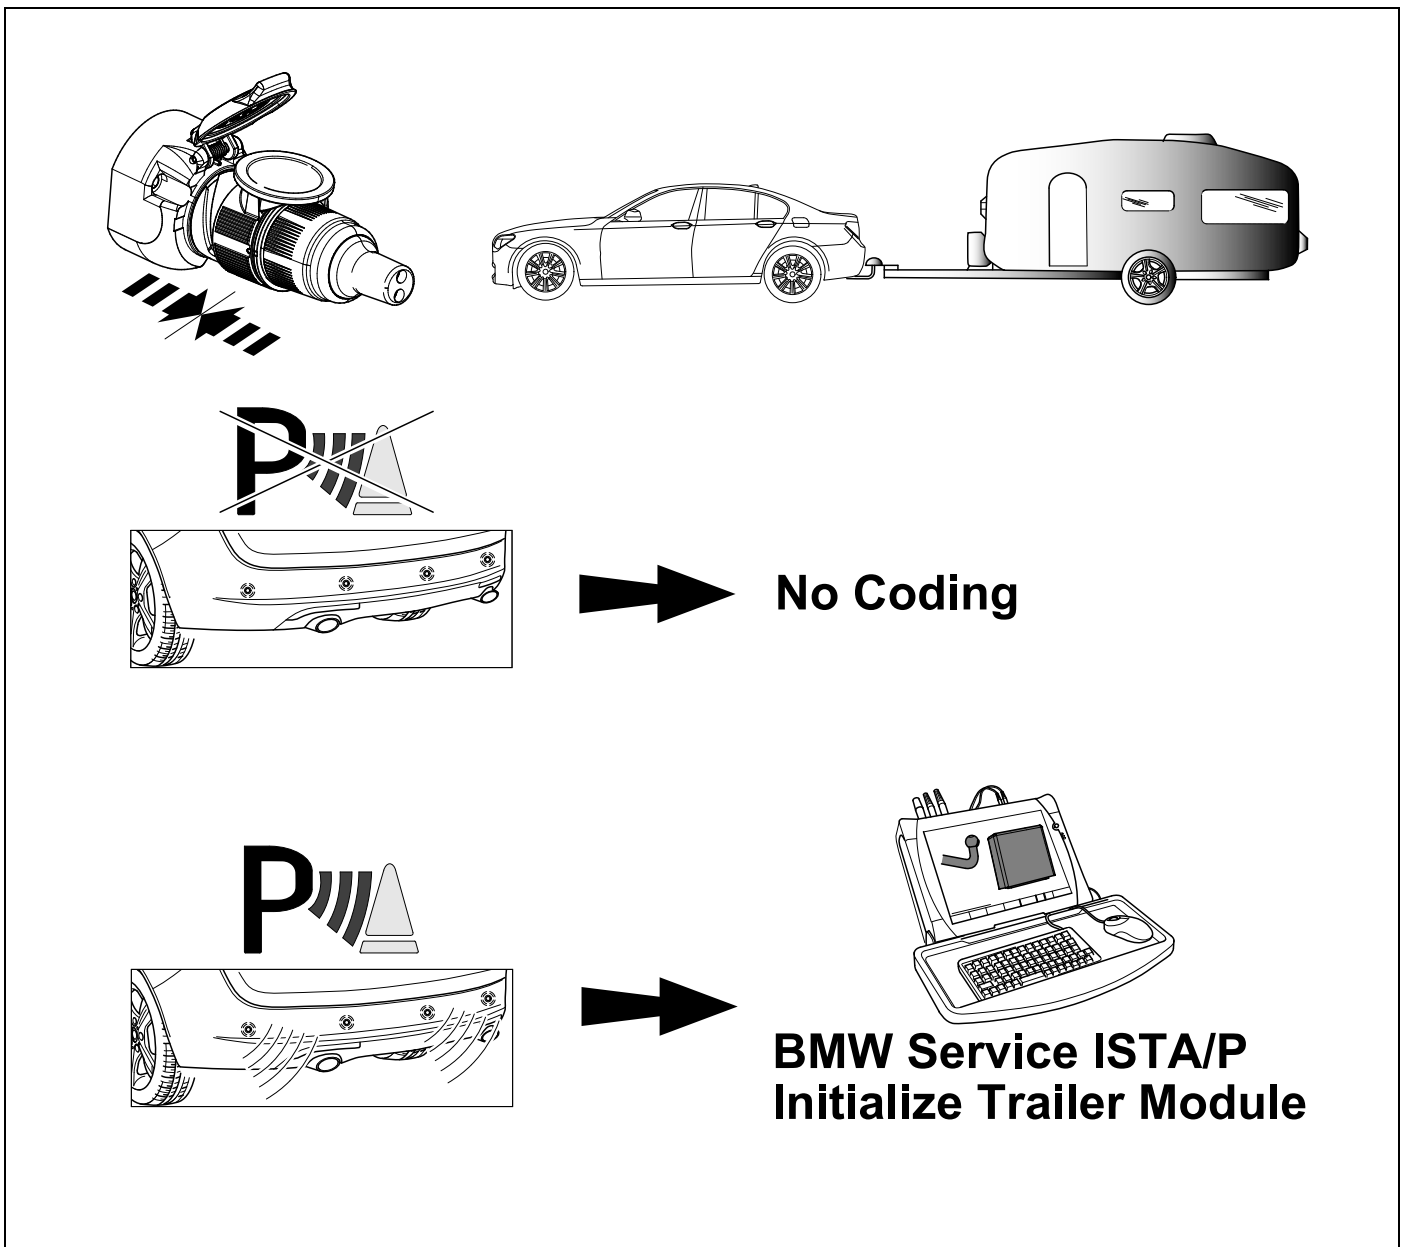 P
No Coding
P
BMW Service ISTA/P
Initialize Trailer Module